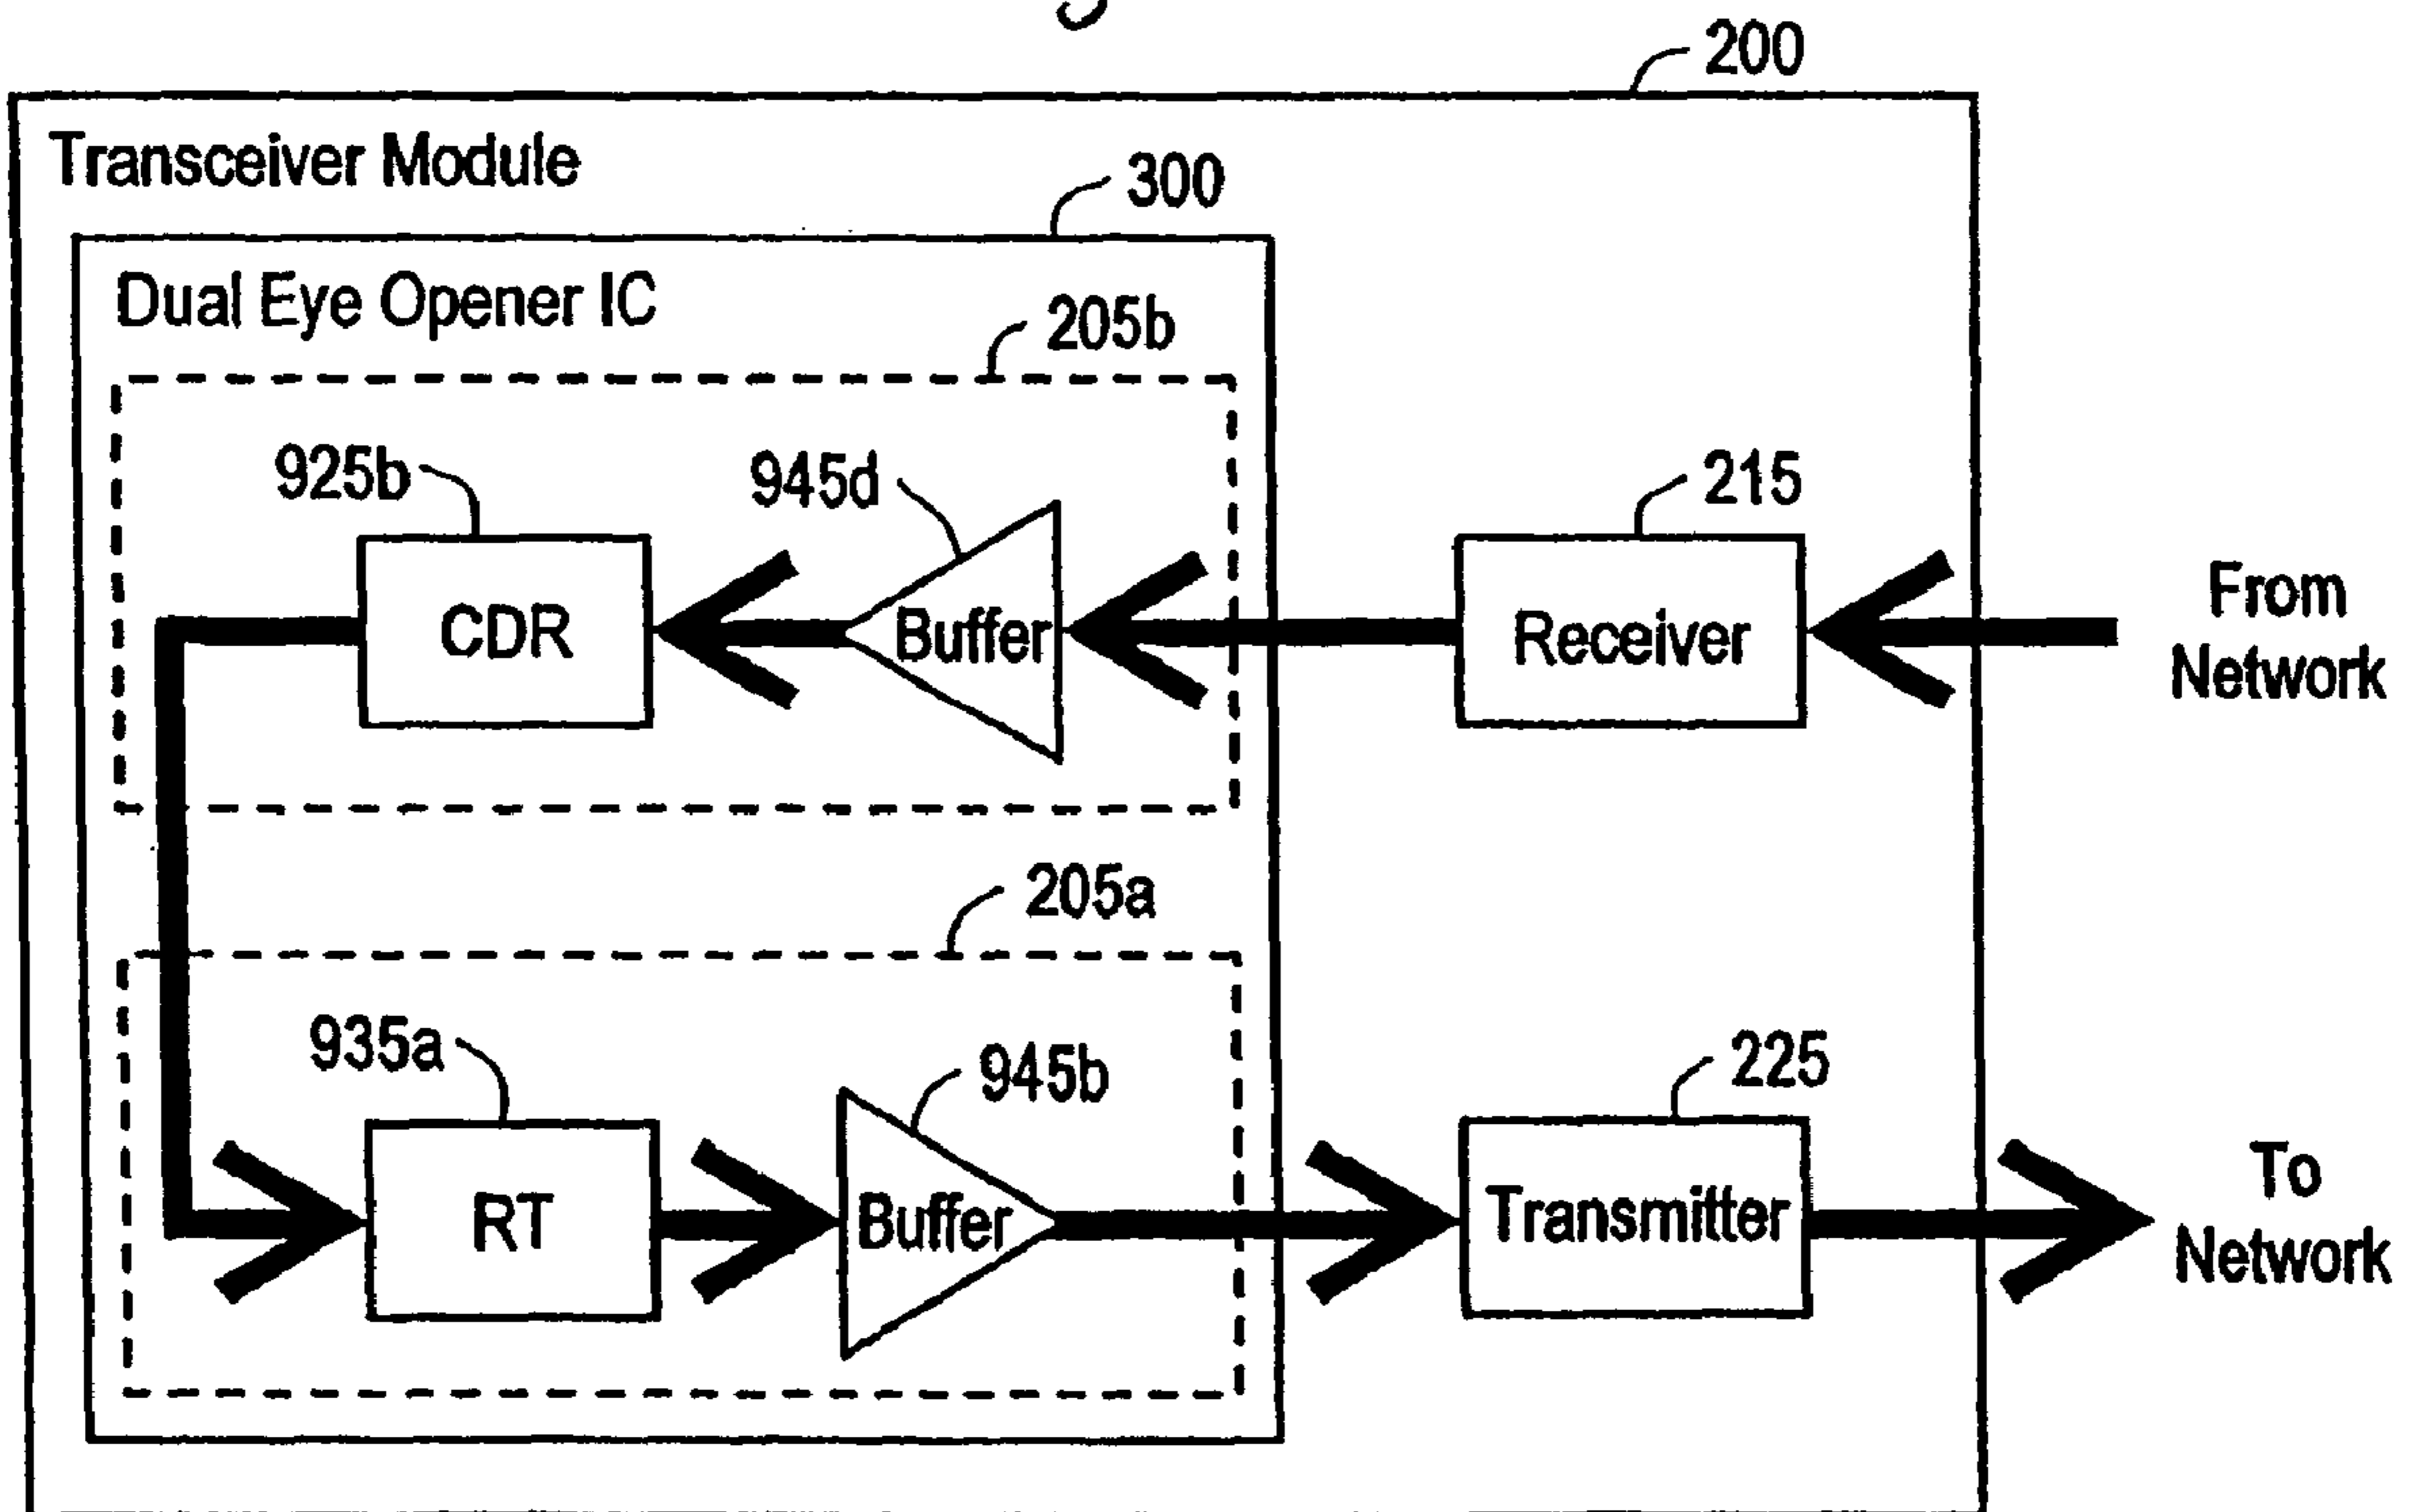 200
Transceiver Module
300
Dual Eye Opener IC
205b
925b
945d
215
CDR
Buffer
Receiver
From
Network
205a
935a
945b
225
RT
Buffer
Transmitter
To
Network